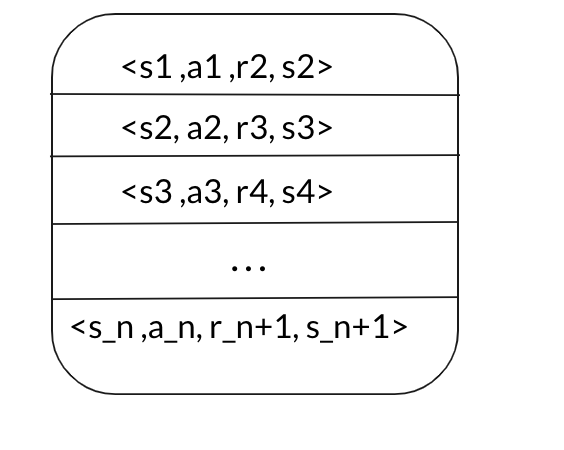 <s1 ,a1 ,r2, s2>
<s2, a2, r3, s3>
<s3 ,a3, r4, s4>
...
<s_n ,a_n, r_n+1, s_n+1>